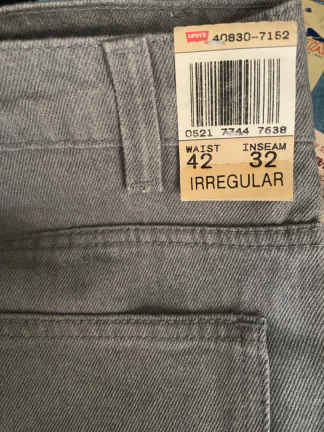 Levi's 40830-7152
0521 7744 7638
WAIST INSEAM
42 32
IRREGULAR